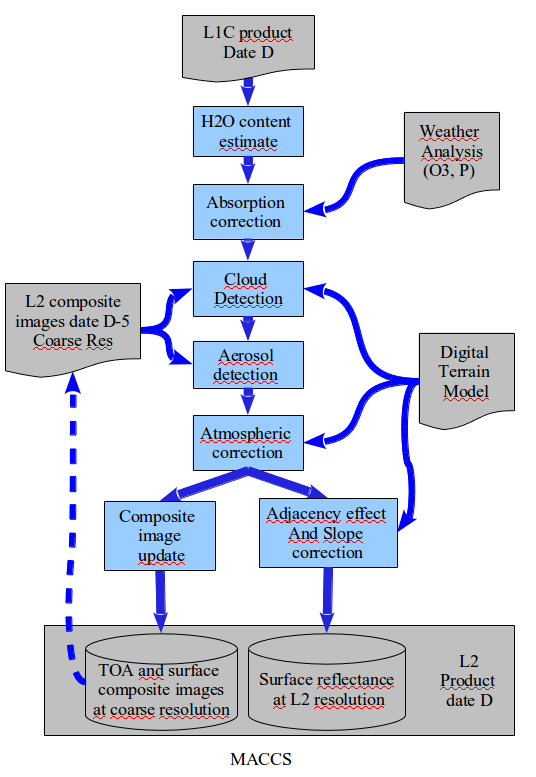 L1C product
Date D
H2O content
estimate
Weather
Analysis
(O3, P)
Absorption
correction
Cloud
Detection
L2 composite
images date D-5
Coarse Res
Aerosol
detection
Digital
Terrain
Model
Atmospheric
correction
Composite
image
update
Adjacency effect
And Slope
correction
TOA and surface
composite images
at coarse resolution
Surface reflectance
at L2 resolution
L2
Product
date D
MACCS